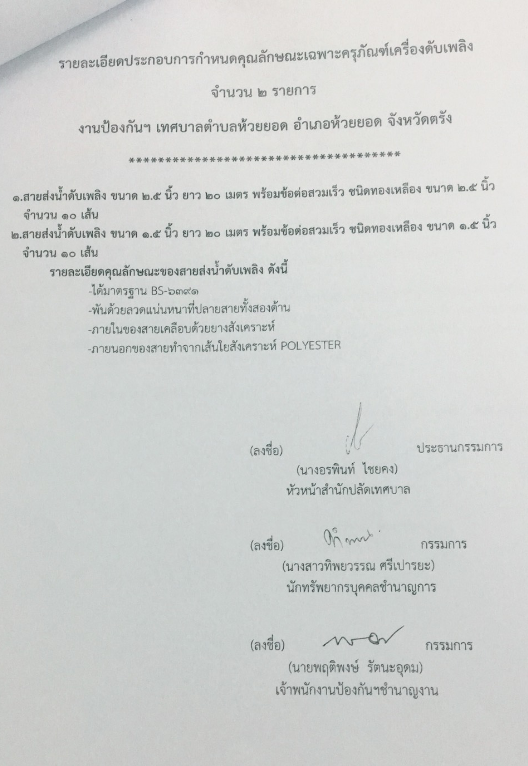 รายละเอียดประกอบการกำหนดคุณลักษณะเฉพาะครุภัณฑ์เครื่องดับเพลิง
จำนวน ๒ รายการ
งานป้องกันฯ เทศบาลตำบลห้วยยอด อำเภอห้วยยอด จังหวัดตรัง
*************************************
๑.สายส่งน้ำดับเพลิง ขนาด ๒.๕ นิ้ว ยาว ๒๐ เมตร พร้อมข้อต่อสวมเร็ว ชนิดทองเหลือง ขนาด ๒.๕ นิ้ว
จำนวน ๑๐ เส้น
๒.สายส่งน้ำดับเพลิง ขนาด ๑.๕ นิ้ว ยาว ๒๐ เมตร พร้อมข้อต่อสวมเร็ว ชนิดทองเหลือง ขนาด ๑.๕ นิ้ว
จำนวน ๑๐ เส้น
รายละเอียดคุณลักษณะของสายส่งน้ำดับเพลิง ดังนี้
-ได้มาตรฐาน BS-๖๓๙๑
-พันด้วยลวดแน่นหนาที่ปลายสายทั้งสองด้าน
-ภายในของสายเคลือบด้วยยางสังเคราะห์
-ภายนอกของสายทำจากเส้นใยสังเคราะห์ POLYESTER
(ลงชื่อ) ประธานกรรมการ
(นางอรพินท์ ไชยคง)
หัวหน้าสำนักปลัดเทศบาล
(ลงชื่อ) กรรมการ
(นางสาวทิพยวรรณ ศรีเปารยะ)
นักทรัพยากรบุคคลชำนาญการ
(ลงชื่อ) กรรมการ
(นายพฤติพงษ์ รัตนะอุดม)
เจ้าพนักงานป้องกันฯชำนาญงาน